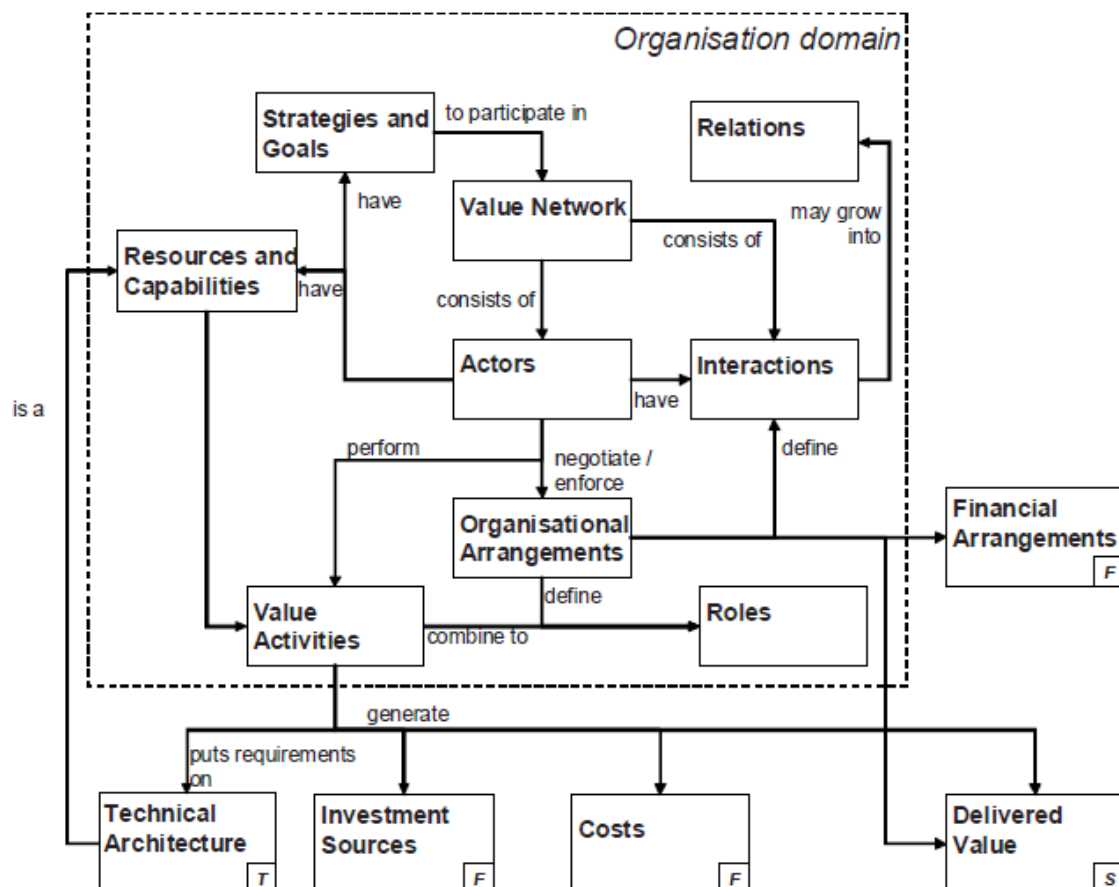 Organisation domain
Strategies and
Goals
to participate in
Relations
have
Value Network
may grow
into
consists of
Resources and
Capabilities
have
consists of
Actors
Interactions
have
is a
perform
negotiate /
enforce
define
Organisational
Arrangements
Financial
Arrangements
F
define
Value
Activities
combine to
Roles
generate
puts requirements
on
Technical
Architecture
T
Investment
Sources
F
Costs
F
Delivered
Value
S